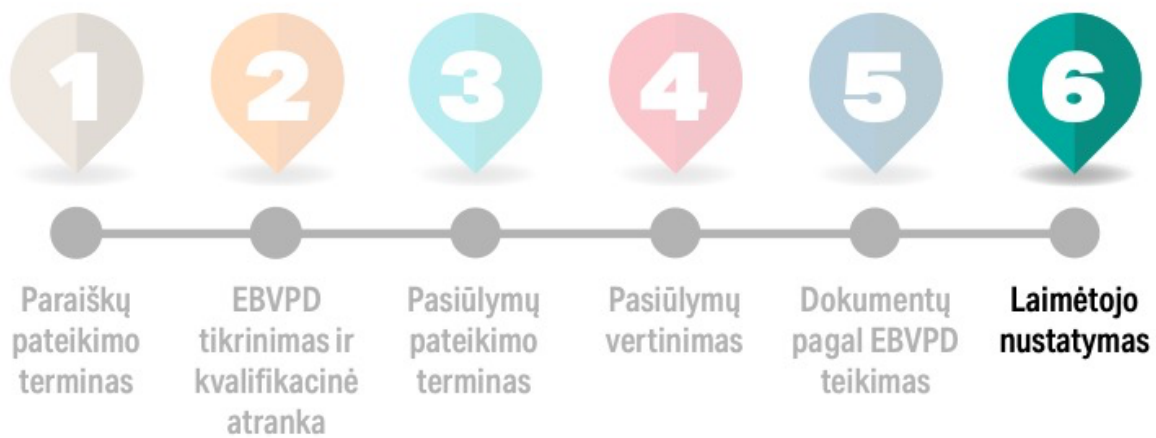 1 2 3 4 5 6
Paraiškų
pateikimo
terminas
EBVPD
tikrinimas ir
kvalifikacinė
atranka
Pasiūlymų
pateikimo
terminas
Pasiūlymų
vertinimas
Dokumentų
pagal EBVPD
teikimas
Laimėtojo
nustatymas